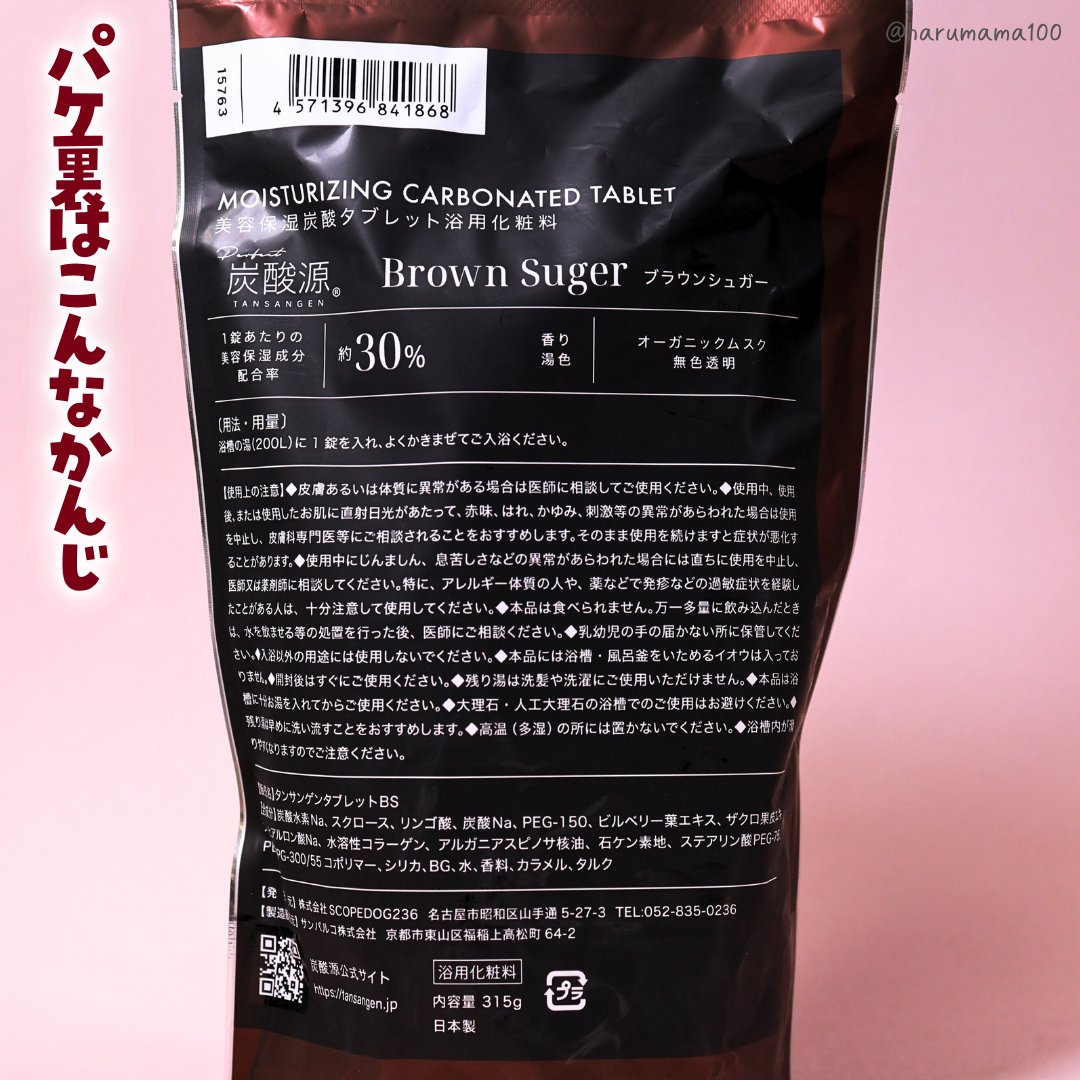 @harumama100
パケ裏はこんなかんじ
15763
4 571396 841868
MOISTURIZING CARBONATED TABLET
美容保湿炭酸タブレット浴用化粧料
Perfect
炭酸源®
TANSANGEN
Brown Suger ブラウンシュガー
1錠あたりの
美容保湿成分
配合率
約30%
香り
湯色
オーガニックムスク
無色透明
〔用法・用量〕
浴槽の湯(200L)に1錠を入れ、よくかきまぜてご入浴ください。
【使用上の注意】◆皮膚あるいは体質に異常がある場合は医師に相談してご使用ください。◆使用中、使用
後、または使用したお肌に直射日光があたって、赤味、はれ、かゆみ、刺激等の異常があらわれた場合は使用
を中止し、皮膚科専門医等にご相談されることをおすすめします。そのまま使用を続けますと症状が悪化す
ることがあります。◆使用中にじんましん、息苦しさなどの異常があらわれた場合には直ちに使用を中止し、
医師又は薬剤師に相談してください。特に、アレルギー体質の人や、薬などで発疹などの過敏症状を経験し
たことがある人は、十分注意して使用してください。◆本品は食べられません。万一多量に飲み込んだとき
は、水を飲ませる等の処置を行った後、医師にご相談ください。◆乳幼児の手の届かない所に保管してくだ
さい。◆入浴以外の用途には使用しないでください。◆本品には浴槽・風呂釜をいためるイオウは入ってお
りません。◆開封後はすぐにご使用ください。◆残り湯は洗髪や洗濯にご使用いただけません。◆本品は浴
槽に十分お湯を入れてからご使用ください。◆大理石・人工大理石の浴槽でのご使用はお避けください。◆
残り湯は早めに洗い流すことをおすすめします。◆高温(多湿)の所には置かないでください。◆浴槽内が滑
りやすくなりますのでご注意ください。
タンサンゲンタブレットBS
炭酸水素Na、スクロース、リンゴ酸、炭酸Na、PEG-150、ビルベリー葉エキス、ザクロ果皮エキ
アルロン酸Na、水溶性コラーゲン、アルガニアスピノサ核油、石ケン素地、ステアリン酸PEG-75、
PG-300/55コポリマー、シリカ、BG、水、香料、カラメル、タルク
【発 元】株式会社SCOPEDOG236 名古屋市昭和区山手通 5-27-3 TEL:052-835-0236
【製造 元】サンパルコ株式会社 京都市東山区福稲上高松町 64-2
炭酸源公式サイト
https://tansangen.jp
浴用化粧料
内容量 315g
日本製
プラ